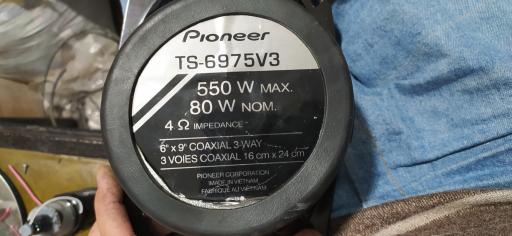 Pioneer
TS-6975V3
550 W MAX.
80 W NOM.
4 Ω IMPEDANCE
6" x 9" COAXIAL 3-WAY
3 VOIES COAXIAL 16 cm x 24 cm
PIONEER CORPORATION
MADE IN VIETNAM
FABRIQUÉ AU VIETNAM